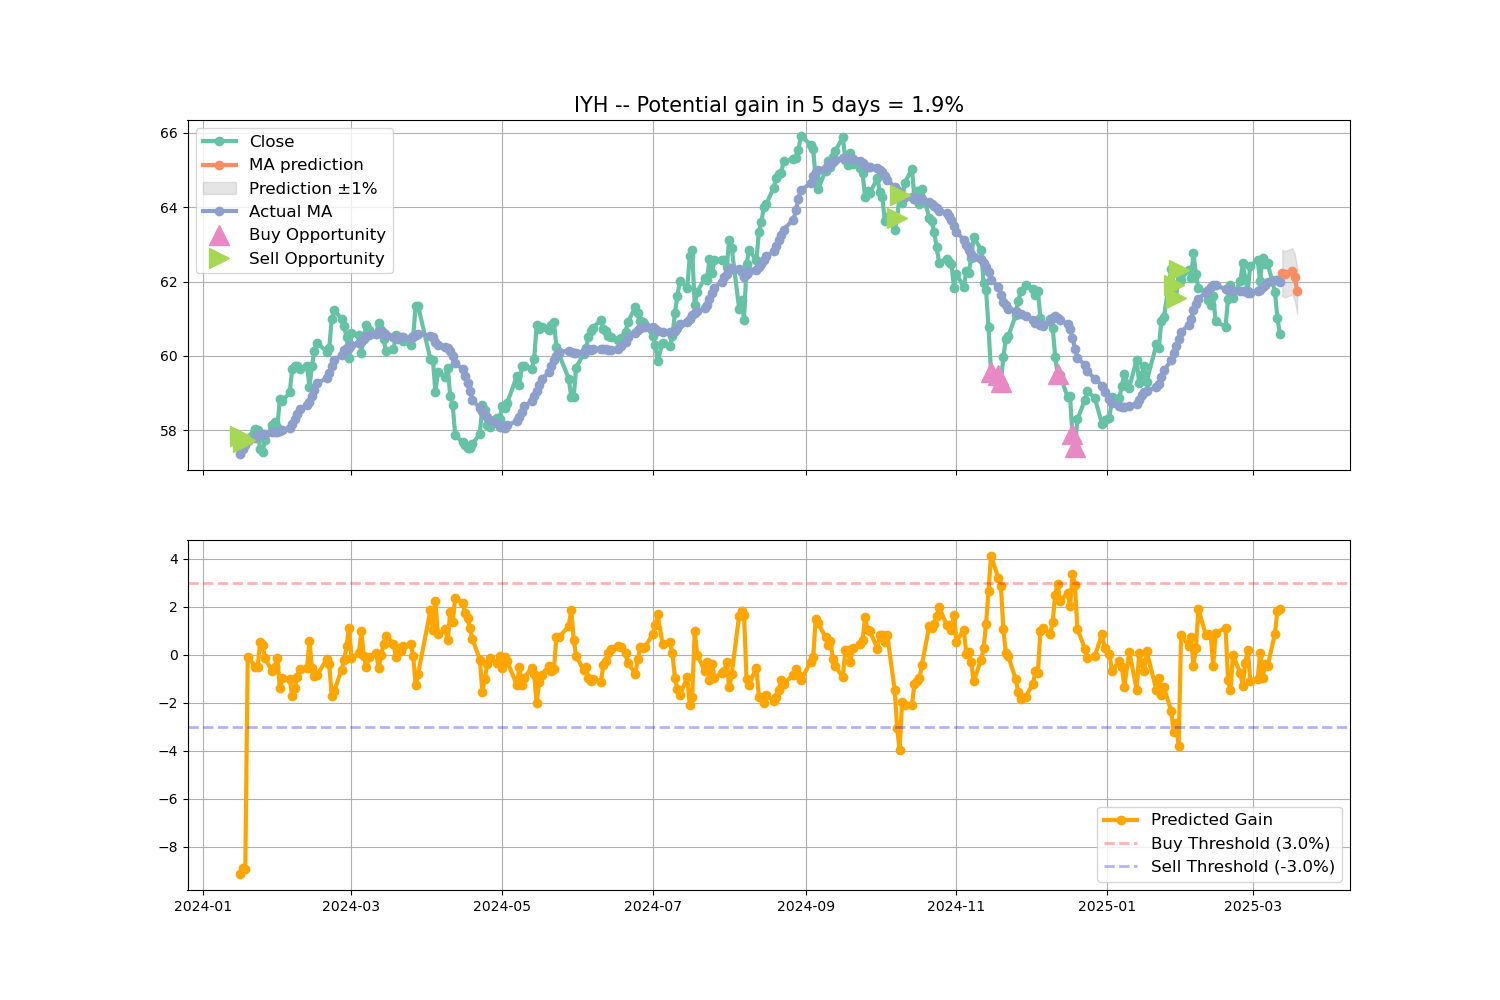 IYH -- Potential gain in 5 days = 1.9%
66
64
62
60
58
Close
MA prediction
Prediction ±1%
Actual MA
Buy Opportunity
Sell Opportunity
4
2
0
−2
−4
−6
−8
Predicted Gain
Buy Threshold (3.0%)
Sell Threshold (-3.0%)
2024-01
2024-03
2024-05
2024-07
2024-09
2024-11
2025-01
2025-03